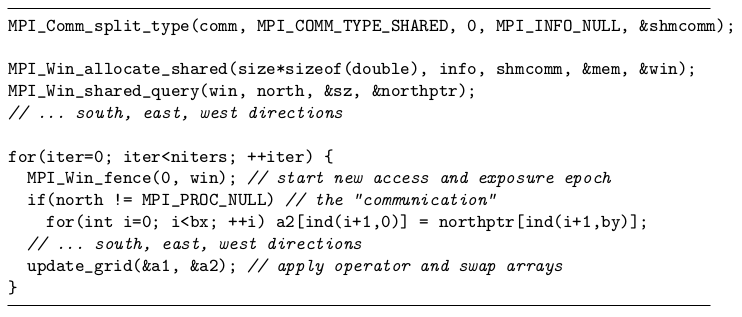 MPI_Comm_split_type(comm, MPI_COMM_TYPE_SHARED, 0, MPI_INFO_NULL, &shmcomm);
MPI_Win_allocate_shared(size*sizeof(double), info, shmcomm, &mem, &win);
MPI_Win_shared_query(win, north, &sz, &northptr);
// ... south, east, west directions
for(iter=0; iter<niters; ++iter) {
  MPI_Win_fence(0, win); // start new access and exposure epoch
  if(north != MPI_PROC_NULL) // the "communication"
    for(int i=0; i<bx; ++i) a2[ind(i+1,0)] = northptr[ind(i+1,by)];
  // ... south, east, west directions
  update_grid(&a1, &a2); // apply operator and swap arrays
}